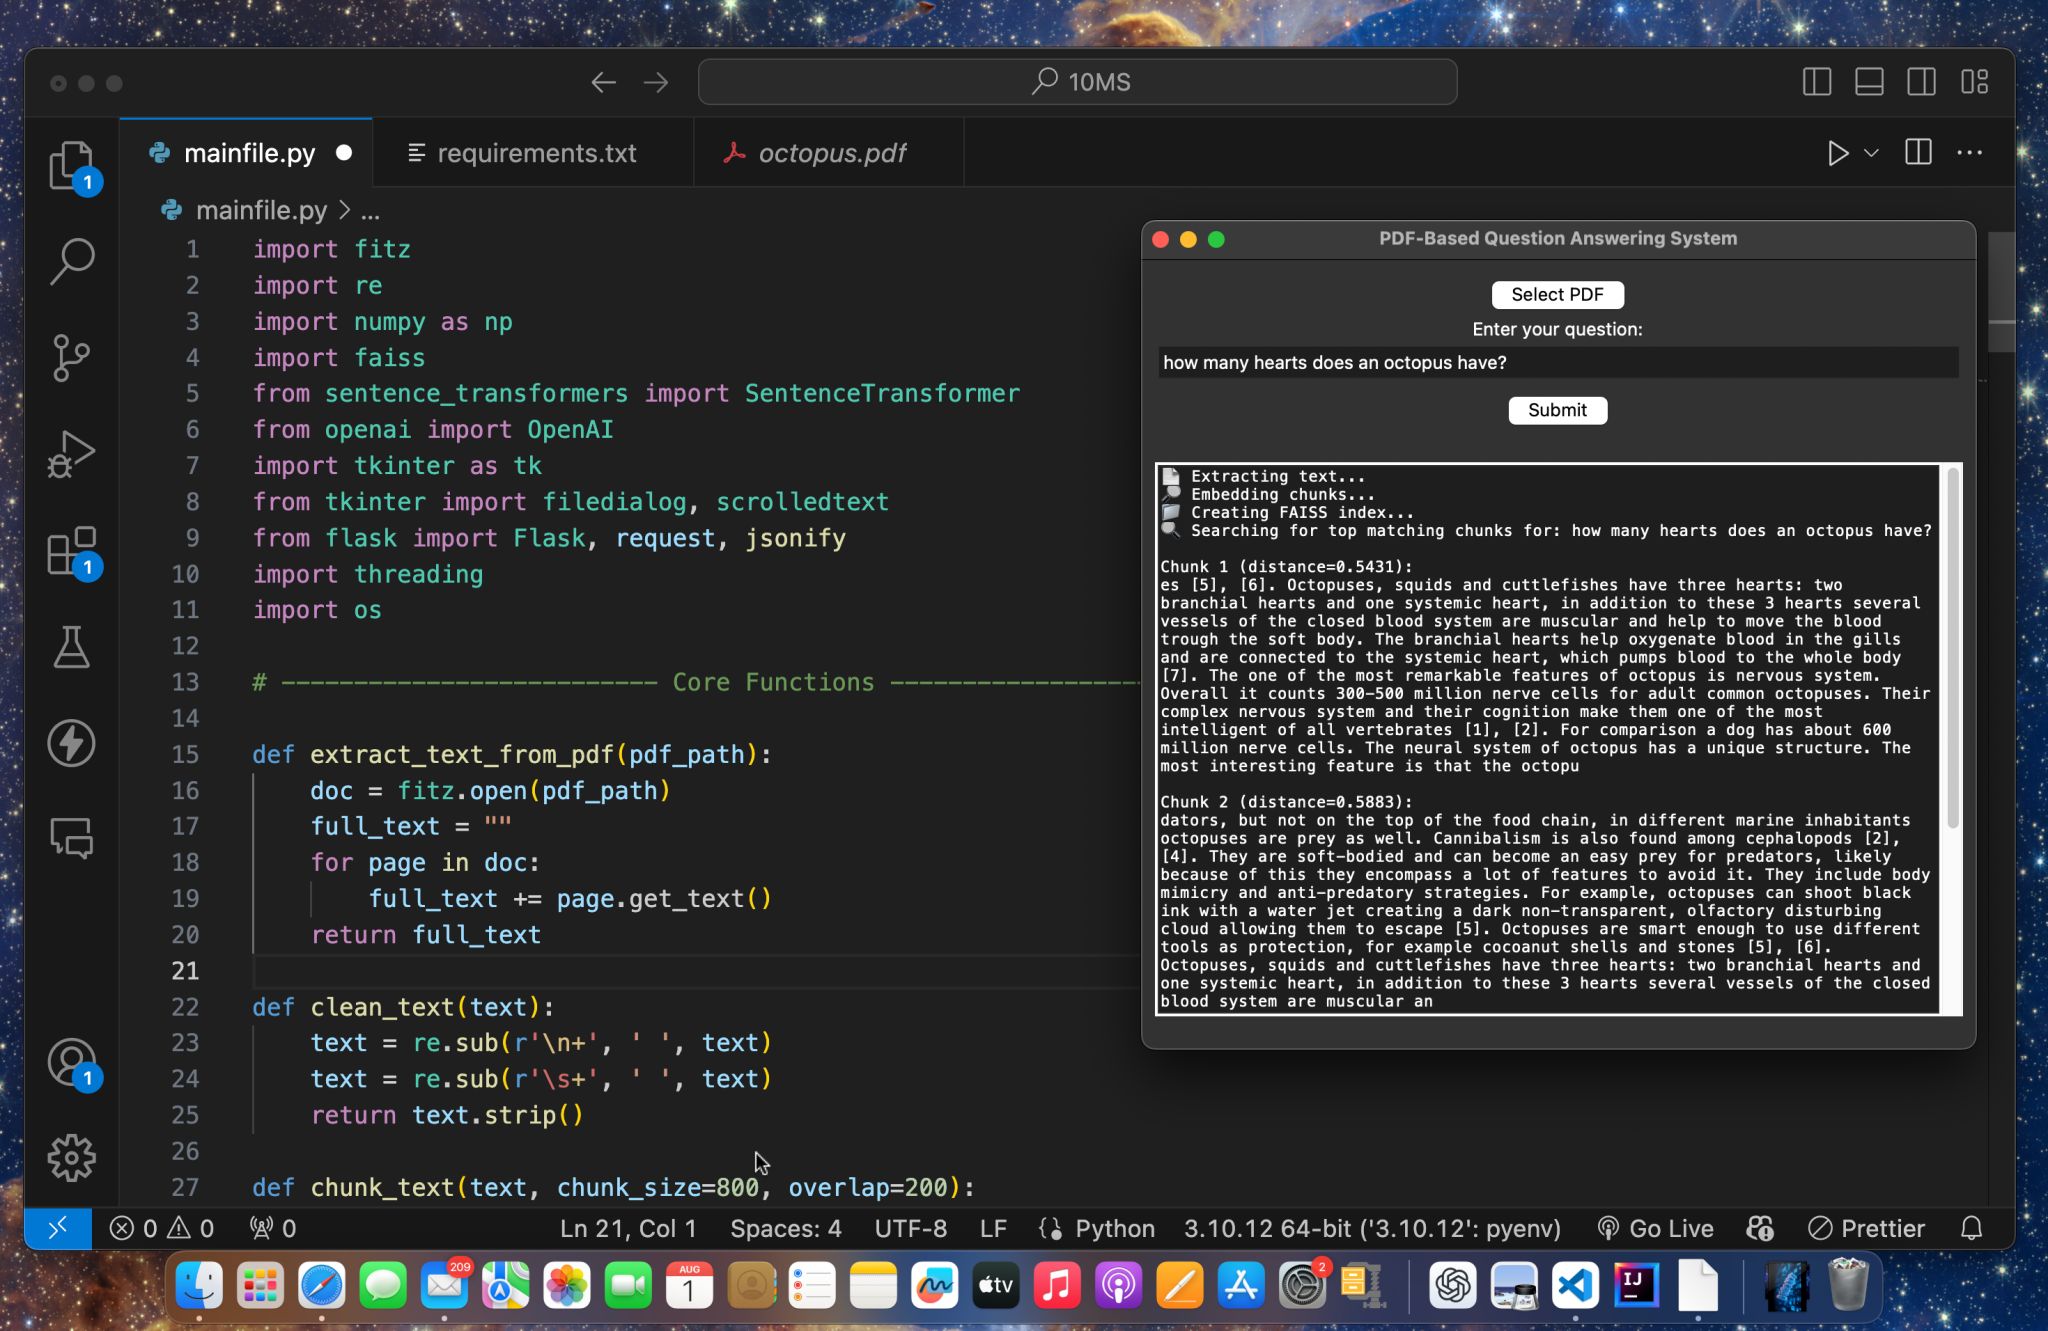 10MS
mainfile.py
requirements.txt
octopus.pdf
1
mainfile.py > ...
1 import fitz
2 import re
3 import numpy as np
4 import faiss
5 from sentence_transformers import SentenceTransformer
6 from openai import OpenAI
7 import tkinter as tk
8 from tkinter import filedialog, scrolledtext
9 from flask import Flask, request, jsonify
10 import threading
11 import os
12
13 # -------------------------- Core Functions -----------------
14
15 def extract_text_from_pdf(pdf_path):
16 doc = fitz.open(pdf_path)
17 full_text = ""
18 for page in doc:
19 full_text += page.get_text()
20 return full_text
21
22 def clean_text(text):
23 text = re.sub(r'\n+', ' ', text)
24 text = re.sub(r'\s+', ' ', text)
25 return text.strip()
26
27 def chunk_text(text, chunk_size=800, overlap=200):
1
1
PDF-Based Question Answering System
Select PDF
Enter your question:
how many hearts does an octopus have?
Submit
Extracting text...
Embedding chunks...
Creating FAISS index...
Searching for top matching chunks for: how many hearts does an octopus have?
Chunk 1 (distance=0.5431):
es [5], [6]. Octopuses, squids and cuttlefishes have three hearts: two
branchial hearts and one systemic heart, in addition to these 3 hearts several
vessels of the closed blood system are muscular and help to move the blood
trough the soft body. The branchial hearts help oxygenate blood in the gills
and are connected to the systemic heart, which pumps blood to the whole body
[7]. The one of the most remarkable features of octopus is nervous system.
Overall it counts 300-500 million nerve cells for adult common octopuses. Their
complex nervous system and their cognition make them one of the most
intelligent of all vertebrates [1], [2]. For comparison a dog has about 600
million nerve cells. The neural system of octopus has a unique structure. The
most interesting feature is that the octopu
Chunk 2 (distance=0.5883):
dators, but not on the top of the food chain, in different marine inhabitants
octopuses are prey as well. Cannibalism is also found among cephalopods [2],
[4]. They are soft-bodied and can become an easy prey for predators, likely
because of this they encompass a lot of features to avoid it. They include body
mimicry and anti-predatory strategies. For example, octopuses can shoot black
ink with a water jet creating a dark non-transparent, olfactory disturbing
cloud allowing them to escape [5]. Octopuses are smart enough to use different
tools as protection, for example cocoanut shells and stones [5], [6].
Octopuses, squids and cuttlefishes have three hearts: two branchial hearts and
one systemic heart, in addition to these 3 hearts several vessels of the closed
blood system are muscular an
0 0 0 Ln 21, Col 1 Spaces: 4 UTF-8 LF Python 3.10.12 64-bit ('3.10.12': pyenv) Go Live Prettier
209
AUG
1
tv
2
IJ